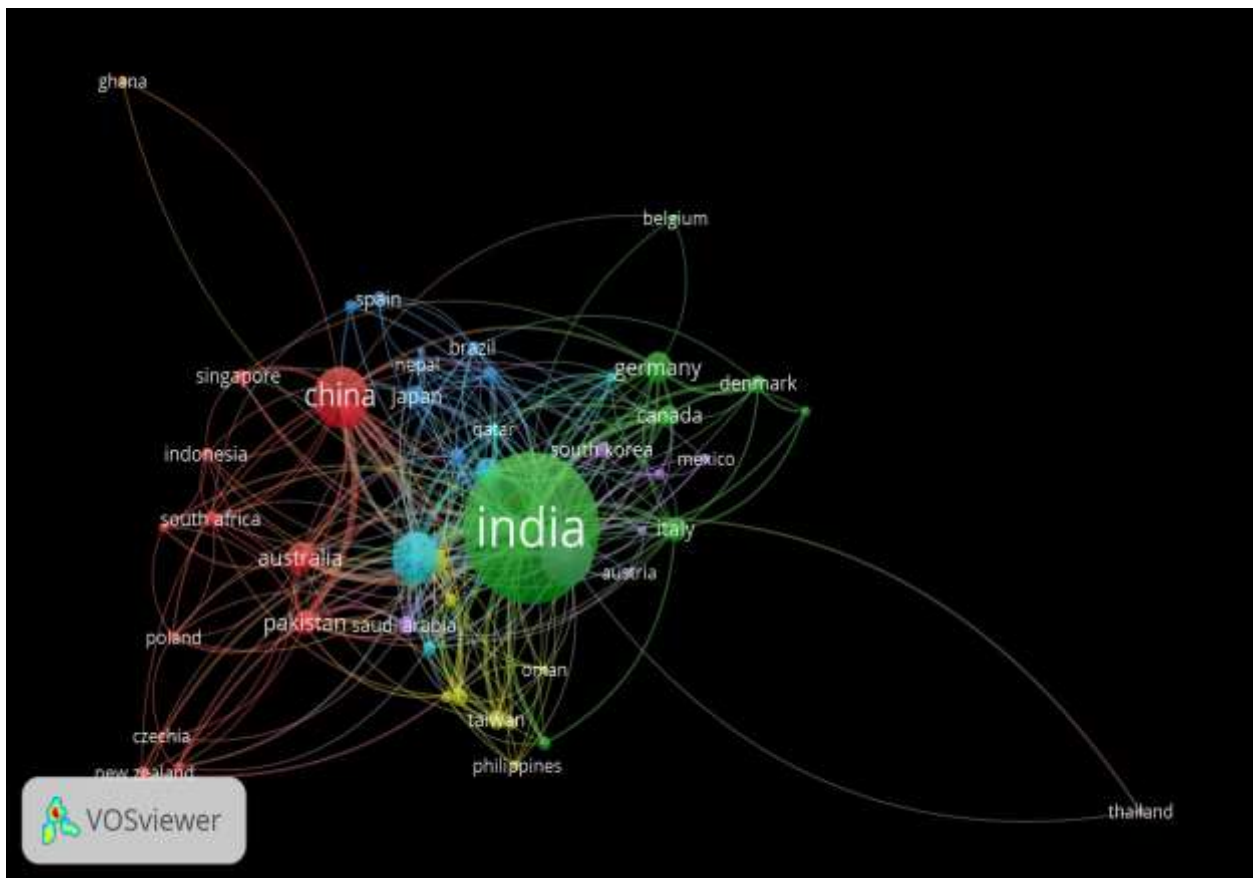 ghana
belgium
spain
brazil
nepal
germany
singapore
denmark
china
japan
canada
qatar
south korea
indonesia
mexico
south africa
india
italy
australia
austria
pakistan
saudi arabia
poland
oman
taiwan
czechia
philippines
new zealand
thailand
VOSviewer